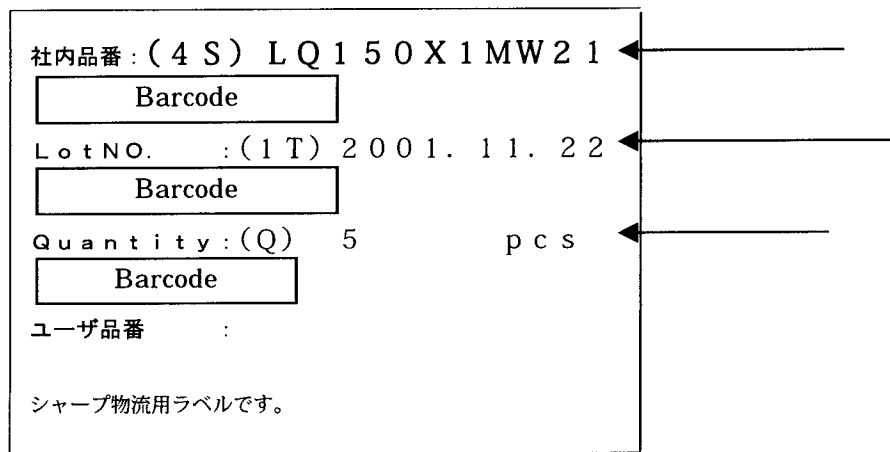 社内品番：(4S) LQ150X1MW21
Barcode
LotNO. :(1T) 2001. 11. 22
Barcode
Quantity:(Q) 5 pcs
Barcode
ユーザ品番 :
シャープ物流用ラベルです。